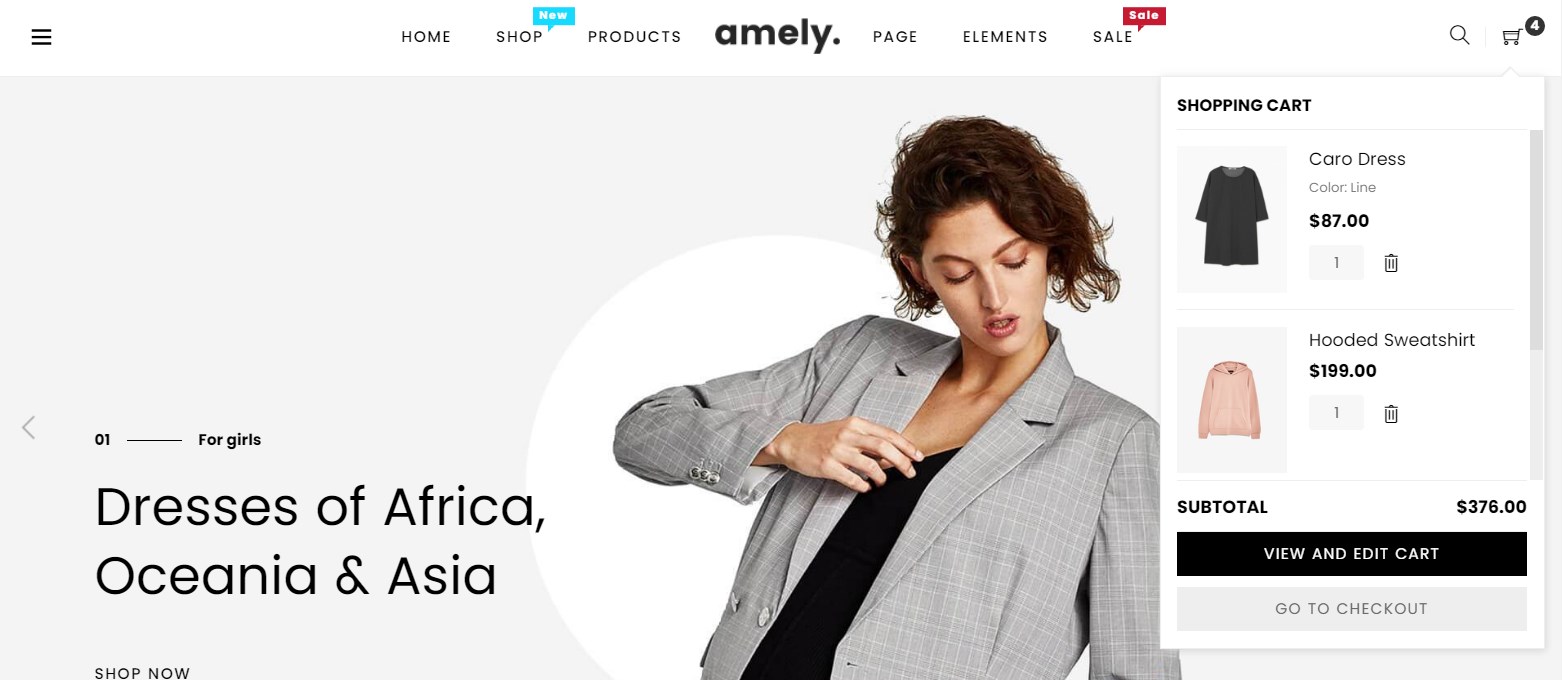 New
Sale
HOME
SHOP
PRODUCTS
amely.
PAGE
ELEMENTS
SALE
4
SHOPPING CART
Caro Dress
Color: Line
$87.00
1
Hooded Sweatshirt
$199.00
1
SUBTOTAL $376.00
VIEW AND EDIT CART
GO TO CHECKOUT
01 For girls
Dresses of Africa,
Oceania & Asia
SHOP NOW